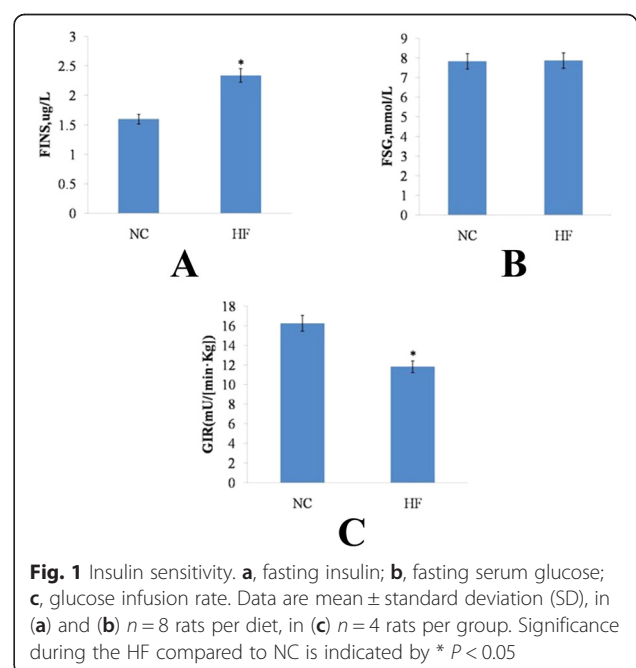 3
2.5
2
1.5
1
0.5
0
FINS,ug/L
*
NC
HF
A
9
8
7
6
5
4
3
2
1
0
FSG,mmol/L
NC
HF
B
18
16
14
12
10
8
6
4
2
0
GIR(mU/[min·Kg])
*
NC
HF
C
Fig. 1 Insulin sensitivity. a, fasting insulin; b, fasting serum glucose;
c, glucose infusion rate. Data are mean ± standard deviation (SD), in
(a) and (b) n = 8 rats per diet, in (c) n = 4 rats per group. Significance
during the HF compared to NC is indicated by * P < 0.05